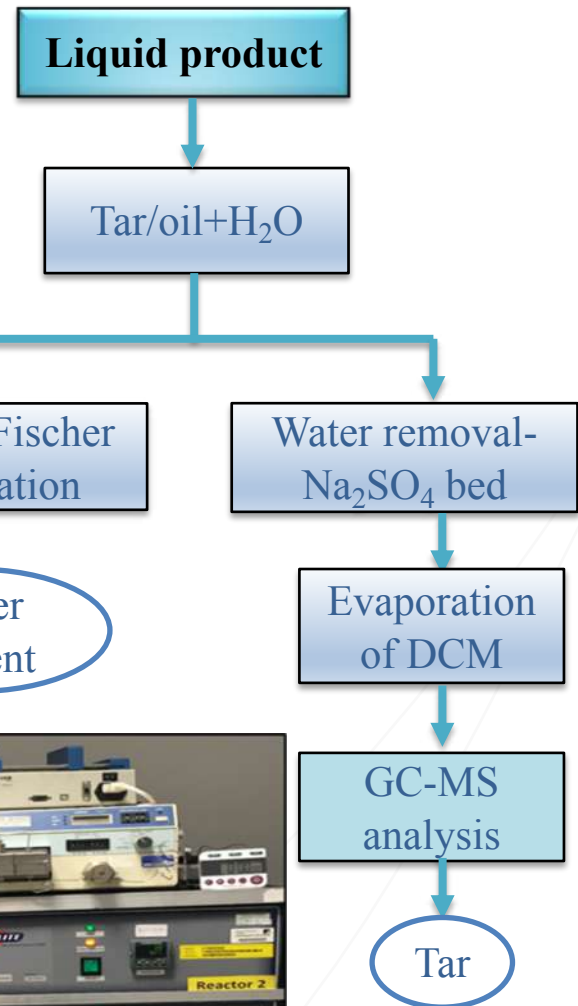 Liquid product
Tar/oil+H₂O
Fischer
ation
Water removal-
Na₂SO₄ bed
er
ent
Evaporation
of DCM
GC-MS
analysis
Tar
Reactor 2